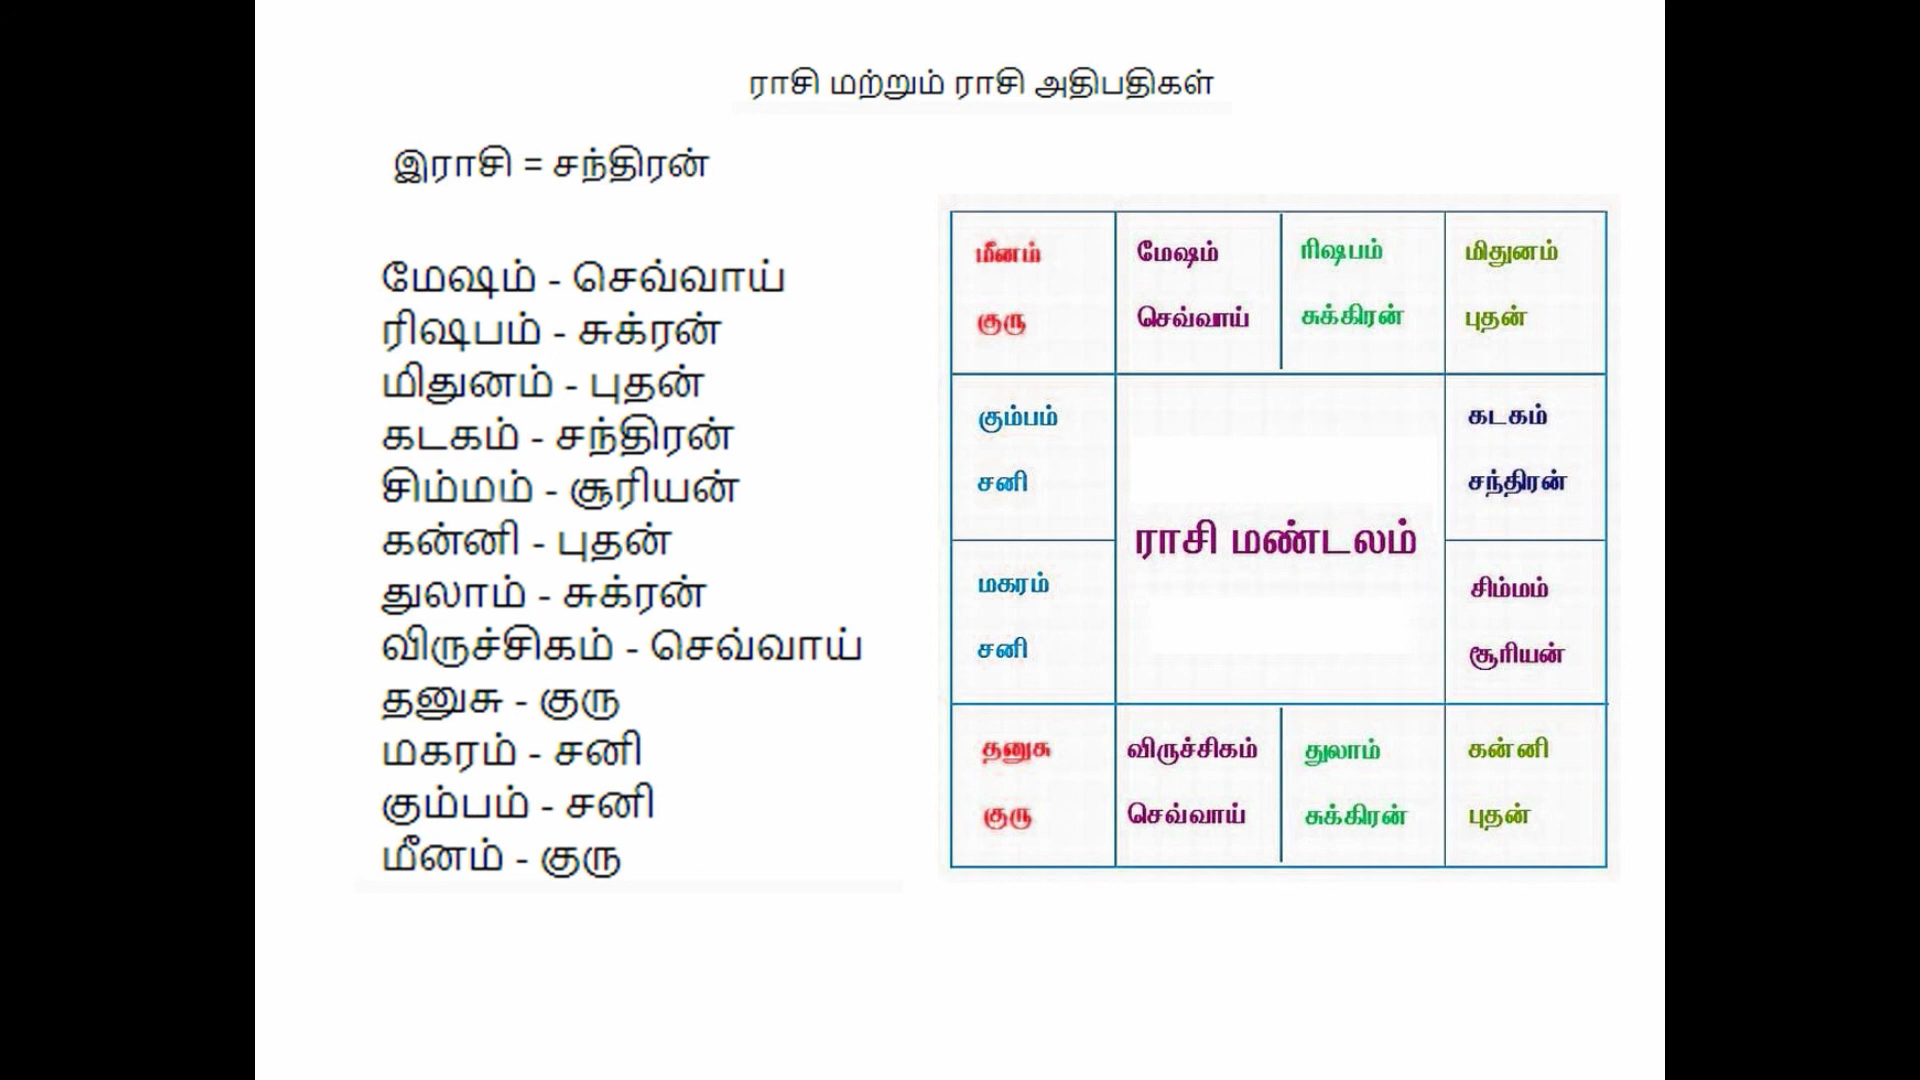 ராசி மற்றும் ராசி அதிபதிகள்
இராசி = சந்திரன்
மேஷம் - செவ்வாய்
ரிஷபம் - சுக்ரன்
மிதுனம் - புதன்
கடகம் - சந்திரன்
சிம்மம் - சூரியன்
கன்னி - புதன்
துலாம் - சுக்ரன்
விருச்சிகம் - செவ்வாய்
தனுசு - குரு
மகரம் - சனி
கும்பம் - சனி
மீனம் - குரு
மீனம் மேஷம் ரிஷபம் மிதுனம்
குரு செவ்வாய் சுக்கிரன் புதன்
கும்பம் கடகம்
சனி சந்திரன்
ராசி மண்டலம்
மகரம் சிம்மம்
சனி சூரியன்
தனுசு விருச்சிகம் துலாம் கன்னி
குரு செவ்வாய் சுக்கிரன் புதன்